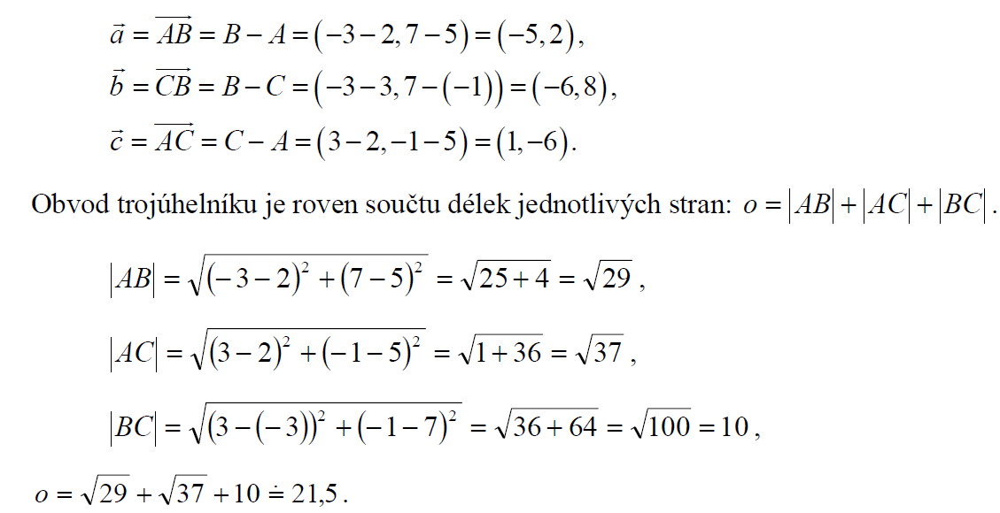 $\vec{a} = \overrightarrow{AB} = B - A = (-3-2, 7-5) = (-5, 2),$
$\vec{b} = \overrightarrow{CB} = B - C = (-3-3, 7-(-1)) = (-6, 8),$
$\vec{c} = \overrightarrow{AC} = C - A = (3-2, -1-5) = (1, -6).$
Obvod trojúhelníku je roven součtu délek jednotlivých stran: $o = |AB| + |AC| + |BC|.$
$|AB| = \sqrt{(-3-2)^2 + (7-5)^2} = \sqrt{25+4} = \sqrt{29},$
$|AC| = \sqrt{(3-2)^2 + (-1-5)^2} = \sqrt{1+36} = \sqrt{37},$
$|BC| = \sqrt{(3-(-3))^2 + (-1-7)^2} = \sqrt{36+64} = \sqrt{100} = 10,$
$o = \sqrt{29} + \sqrt{37} + 10 \doteq 21{,}5.$